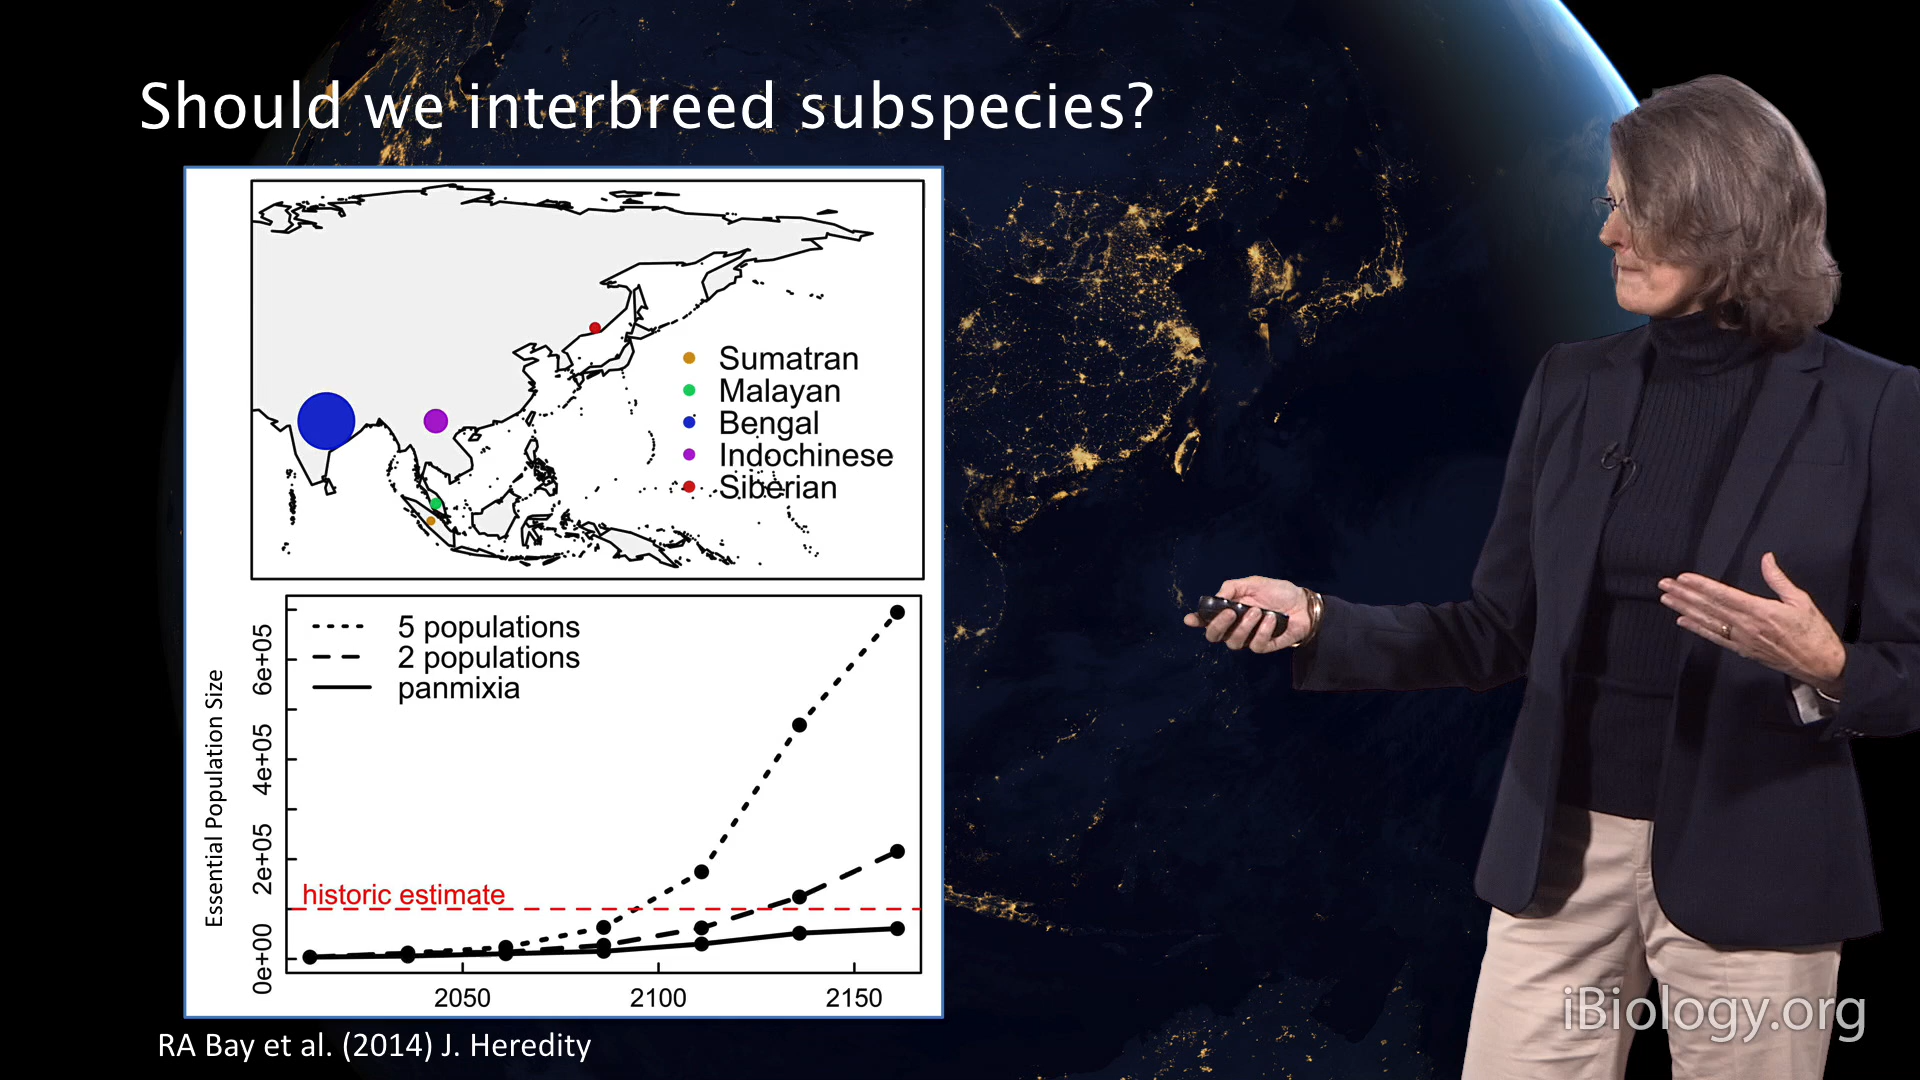 Should we interbreed subspecies?
Sumatran
Malayan
Bengal
Indochinese
Siberian
5 populations
2 populations
panmixia
historic estimate
Essential Population Size
6e+05
4e+05
2e+05
0e+00
2050
2100
2150
RA Bay et al. (2014) J. Heredity
iBiology.org